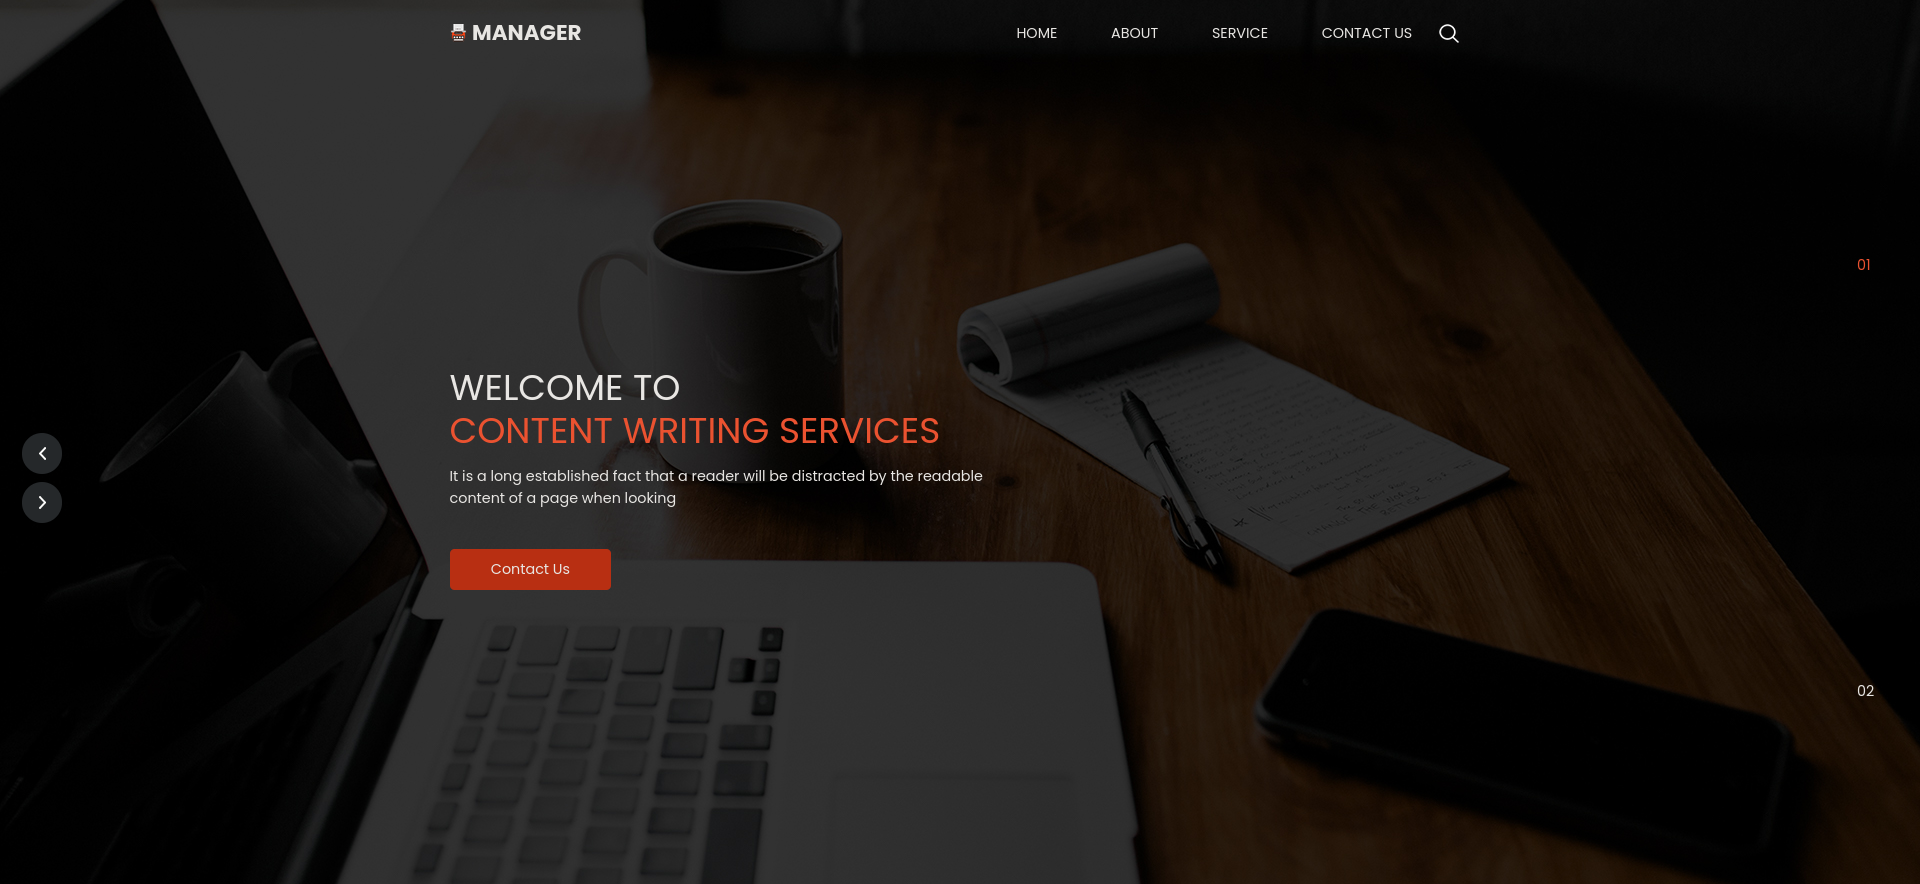 MANAGER
HOME
ABOUT
SERVICE
CONTACT US
01
WELCOME TO
CONTENT WRITING SERVICES
It is a long established fact that a reader will be distracted by the readable
content of a page when looking
Contact Us
02